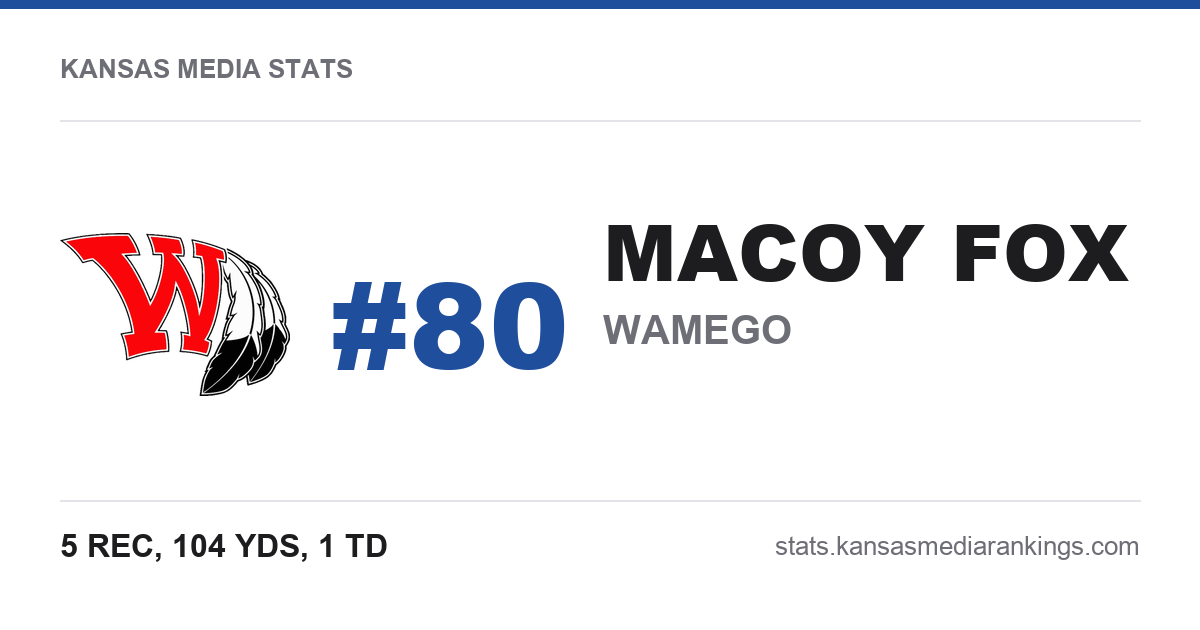 KANSAS MEDIA STATS
W
#80
MACOY FOX
WAMEGO
5 REC, 104 YDS, 1 TD
stats.kansasmediarankings.com